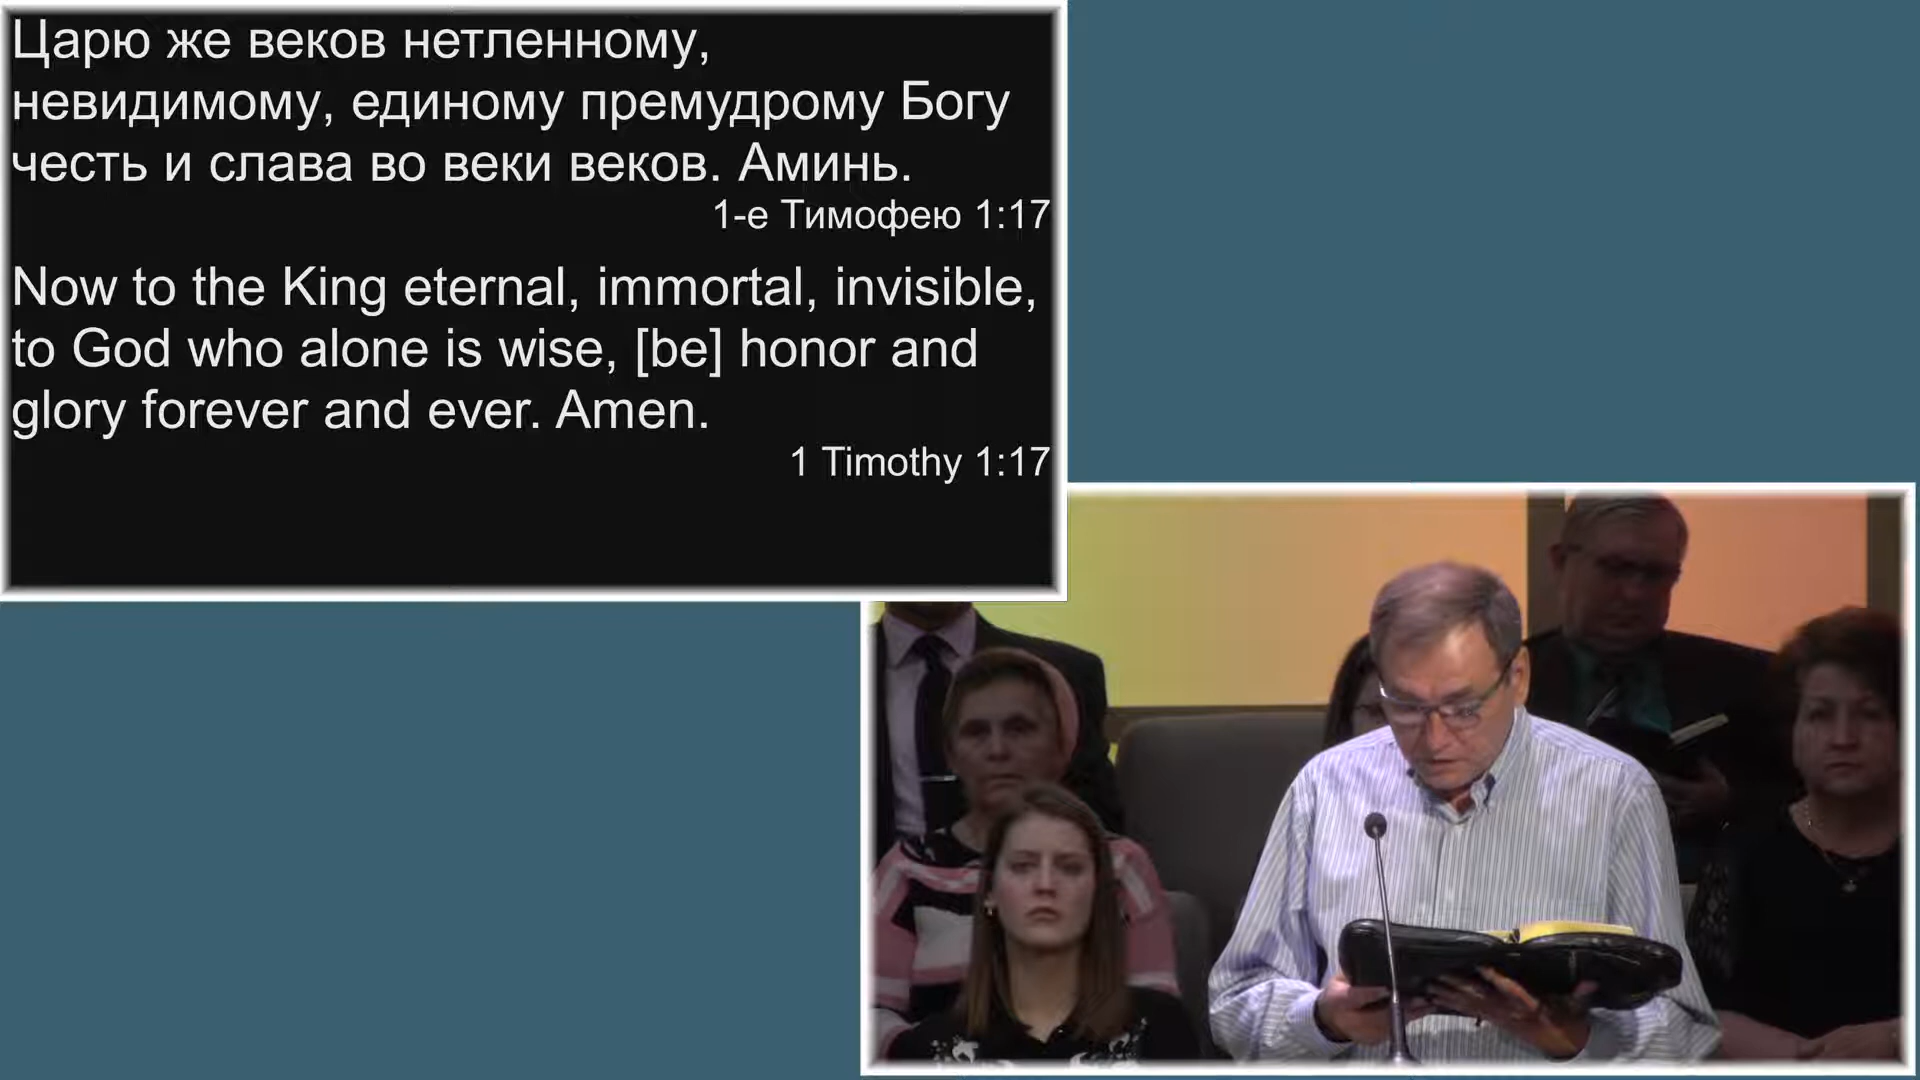 Царю же веков нетленному,
невидимому, единому премудрому Богу
честь и слава во веки веков. Аминь.
1-е Тимофею 1:17
Now to the King eternal, immortal, invisible,
to God who alone is wise, [be] honor and
glory forever and ever. Amen.
1 Timothy 1:17